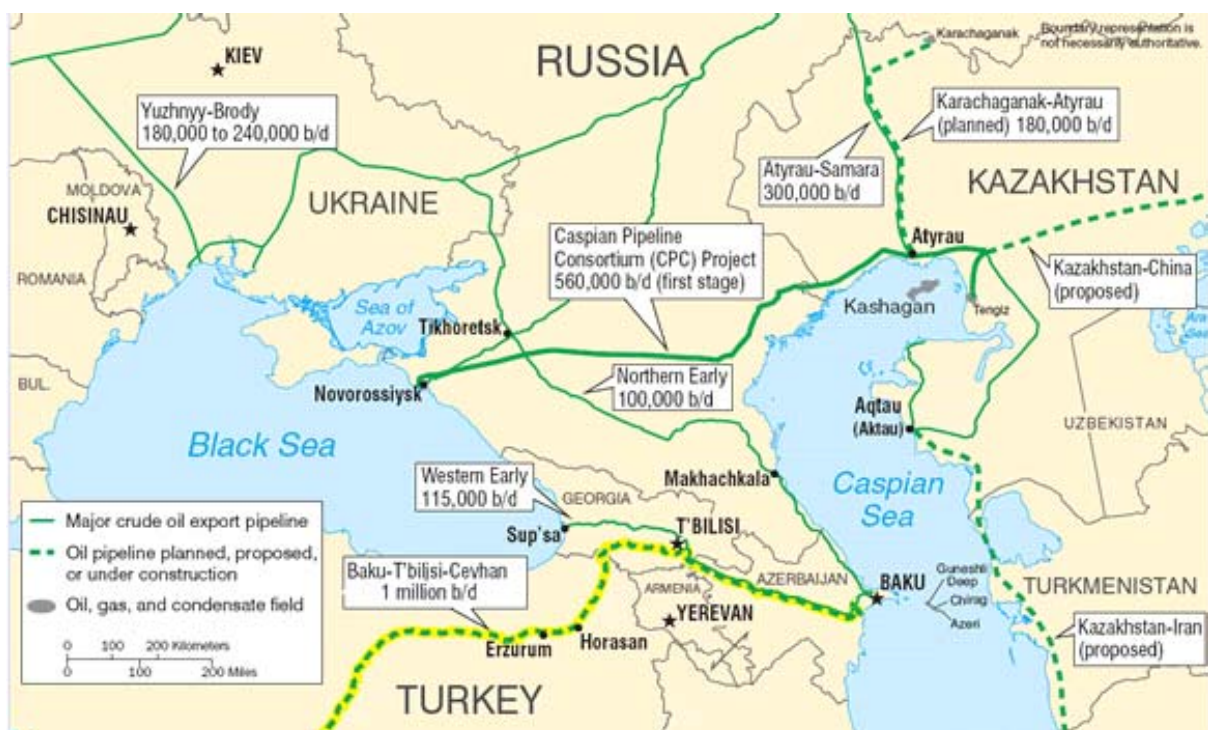 KIEV
RUSSIA
Karachaganak
Boundary representation is
not necessarily authoritative.
Yuzhnyy-Brody
180,000 to 240,000 b/d
Karachaganak-Atyrau
(planned) 180,000 b/d
Atyrau-Samara
300,000 b/d
KAZAKHSTAN
MOLDOVA
CHISINAU
UKRAINE
ROMANIA
Caspian Pipeline
Consortium (CPC) Project
560,000 b/d (first stage)
Atyrau
Kazakhstan-China
(proposed)
Sea of
Azov
Kashagan
Tengiz
Tikhoretsk
BUL.
Novorossiysk
Northern Early
100,000 b/d
Aqtau
(Aktau)
UZBEKISTAN
Black Sea
Makhachkala
Caspian
Sea
Western Early
115,000 b/d
GEORGIA
Sup'sa
T'BILISI
Major crude oil export pipeline
Oil pipeline planned, proposed,
or under construction
Oil, gas, and condensate field
0 100 200 Kilometers
0 100 200 Miles
Baku-T'bilisi-Ceyhan
1 million b/d
ARMENIA
AZERBAIJAN
BAKU
Guneshli
Deep
Chirag
Azeri
TURKMENISTAN
YEREVAN
Erzurum
Horasan
Kazakhstan-Iran
(proposed)
TURKEY